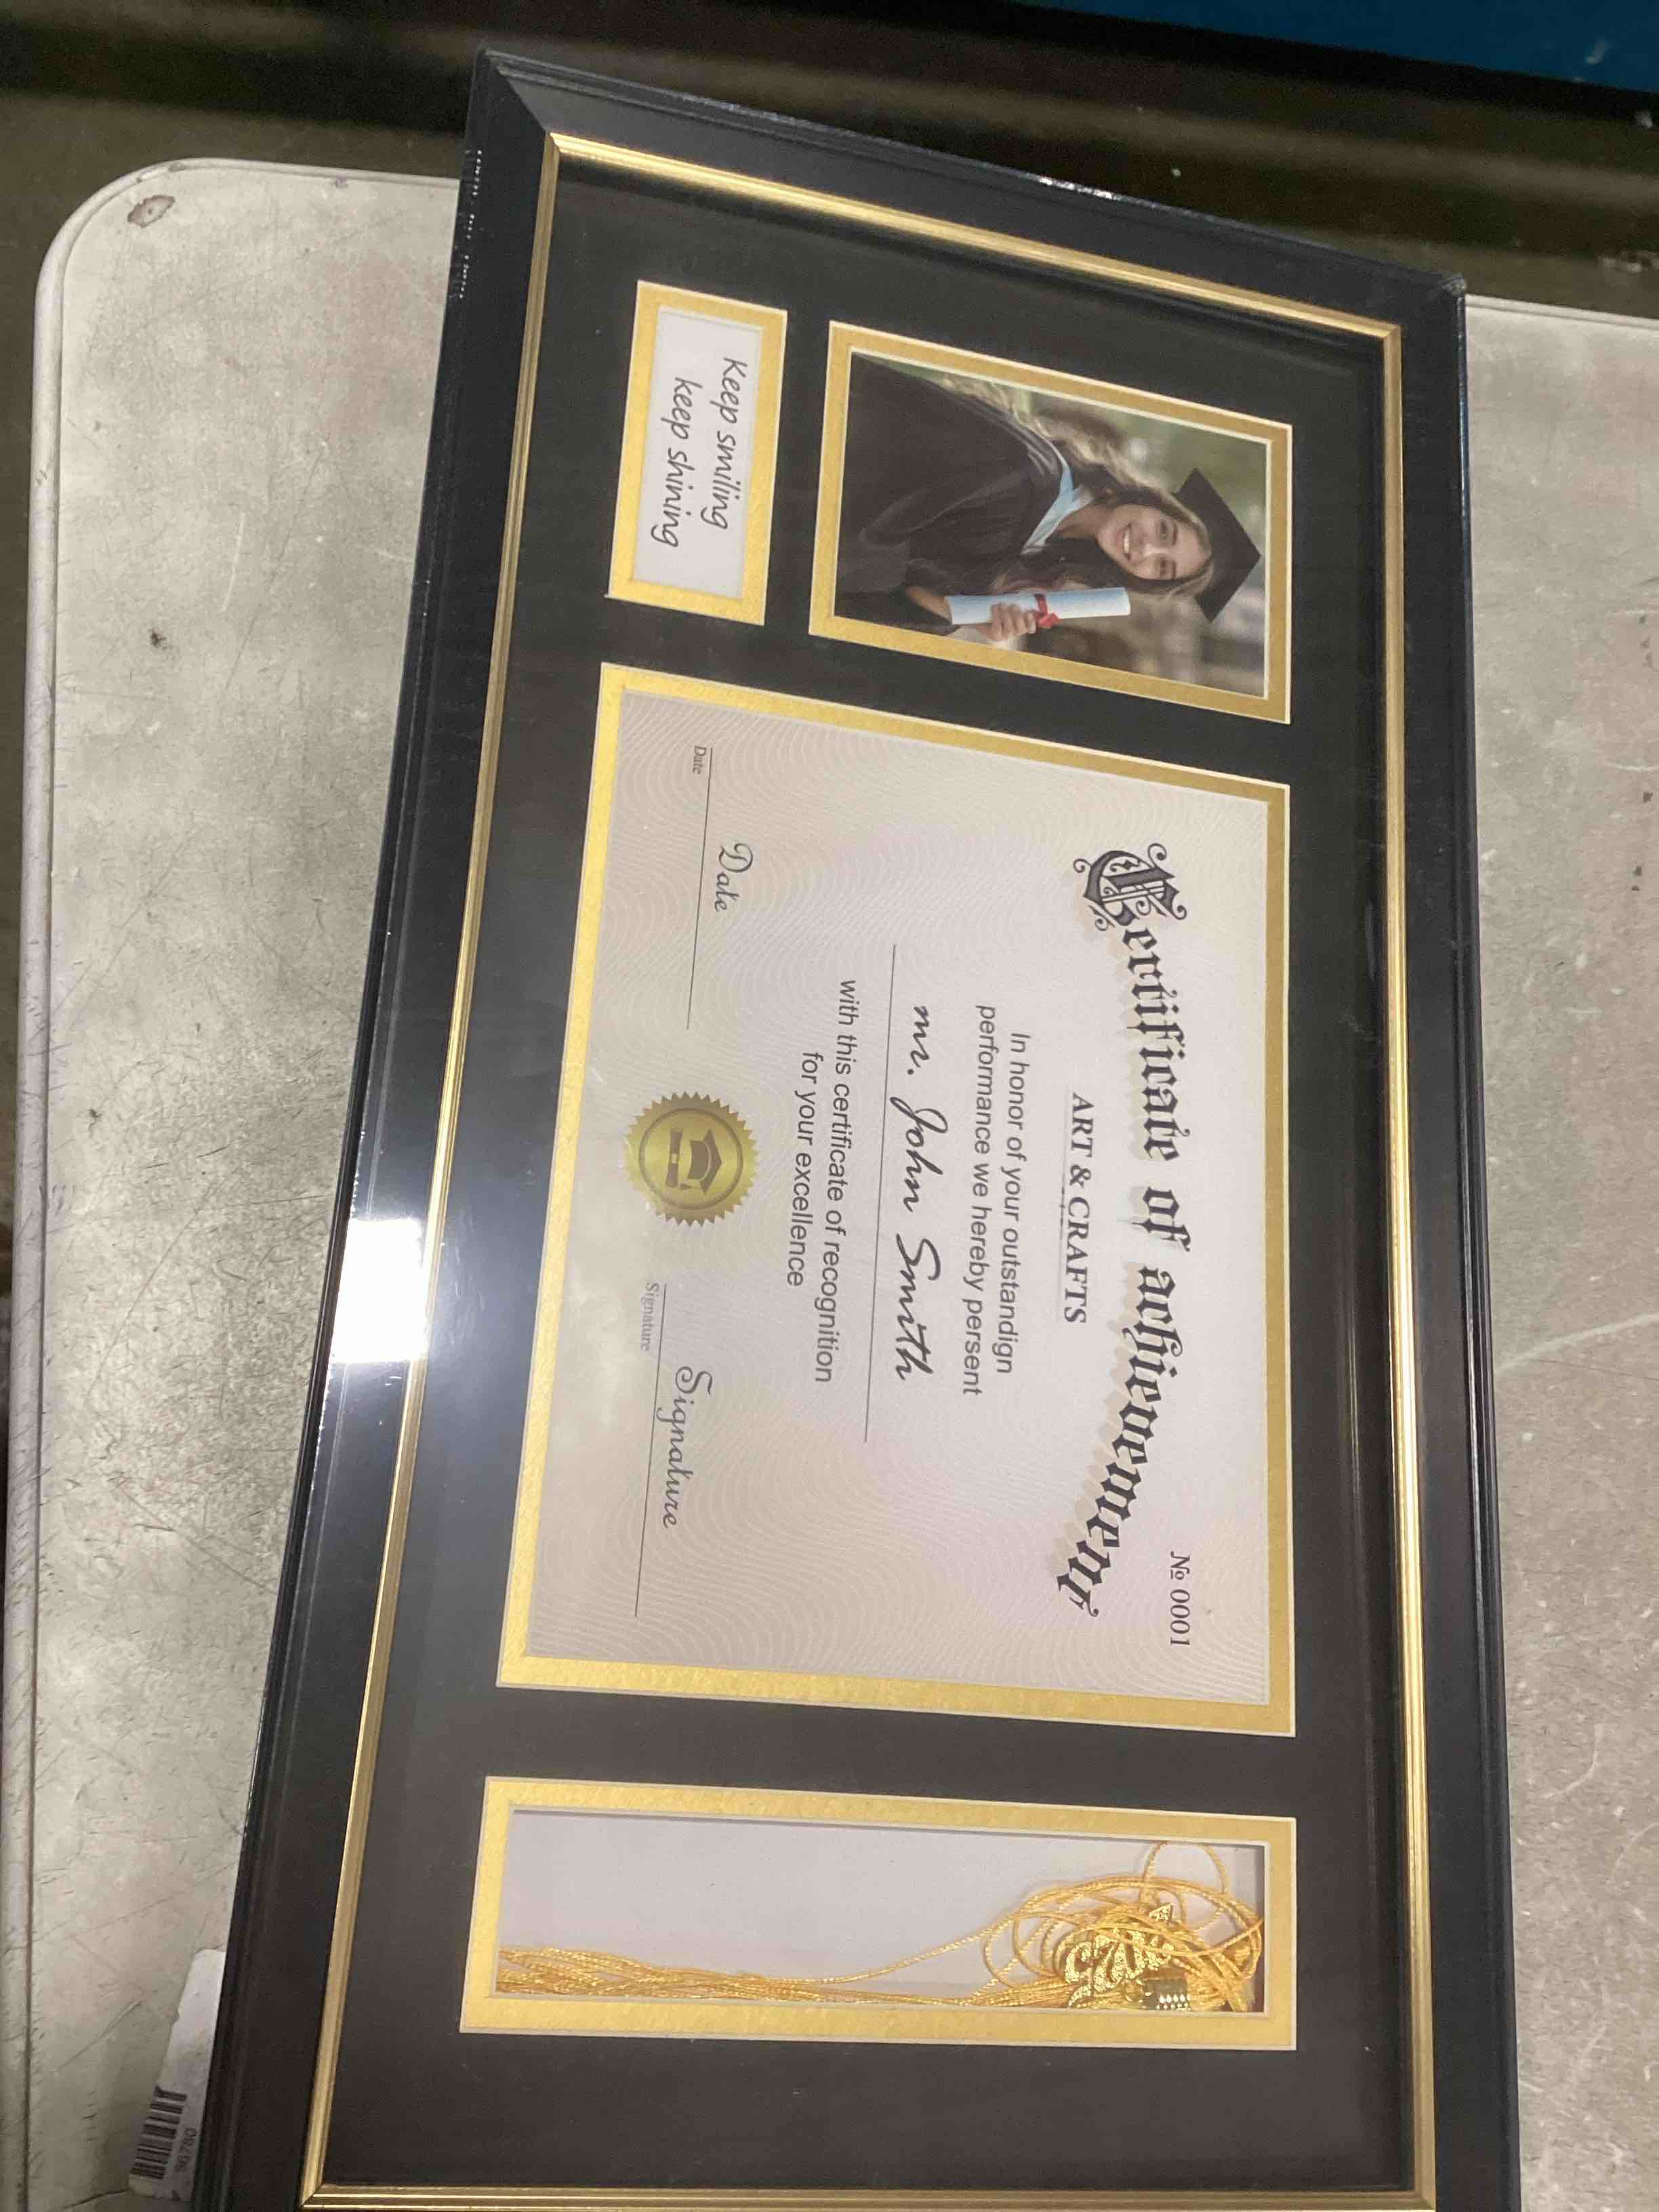 Keep smiling
keep shining
№ 0001
Certificate of achievement
ART & CRAFTS
In honor of your outstandign
performance we hereby persent
mr. John Smith
with this certificate of recognition
for your excellence
Date
Date
Signature
Signature
S6780